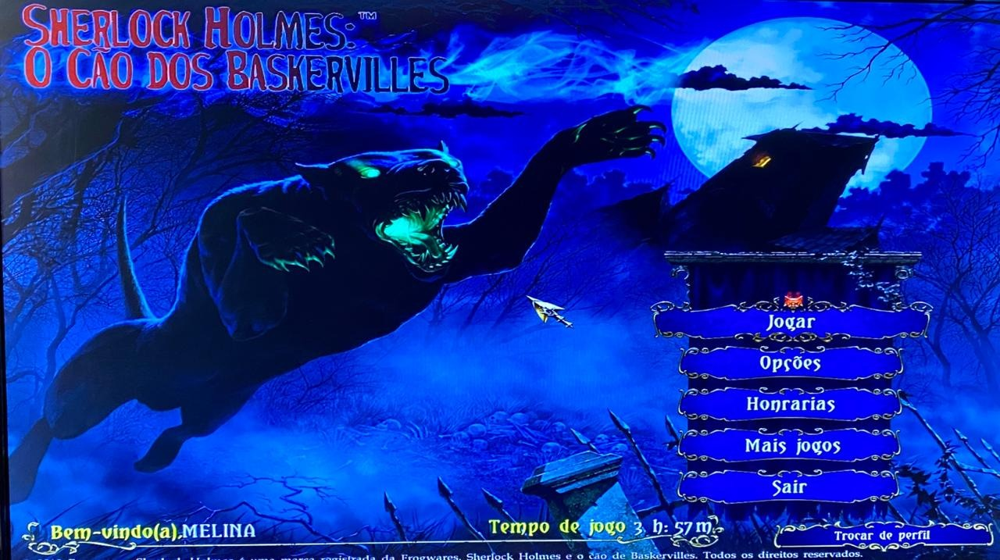 SHERLOCK HOLMES:™
O CÃO DOS BASKERVILLES
Jogar
Opções
Honrarias
Mais jogos
Sair
Bem-vindo(a),MELINA
Tempo de jogo 3 h: 57 m
Trocar de perfil
Sherlock Holmes é uma marca registrada da Frogwares. Sherlock Holmes e o cão de Baskervilles. Todos os direitos reservados.